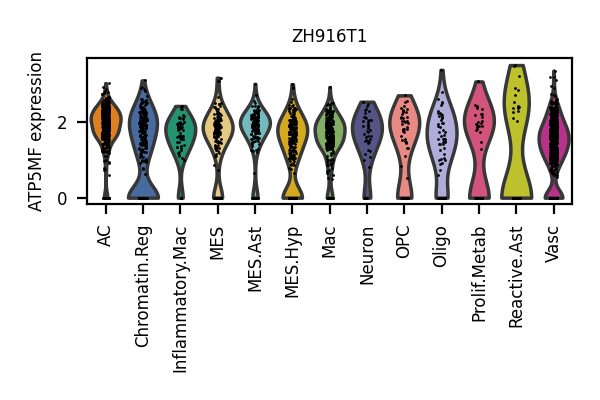 ZH916T1
ATP5MF expression
2
0
AC
Chromatin.Reg
Inflammatory.Mac
MES
MES.Ast
MES.Hyp
Mac
Neuron
OPC
Oligo
Prolif.Metab
Reactive.Ast
Vasc